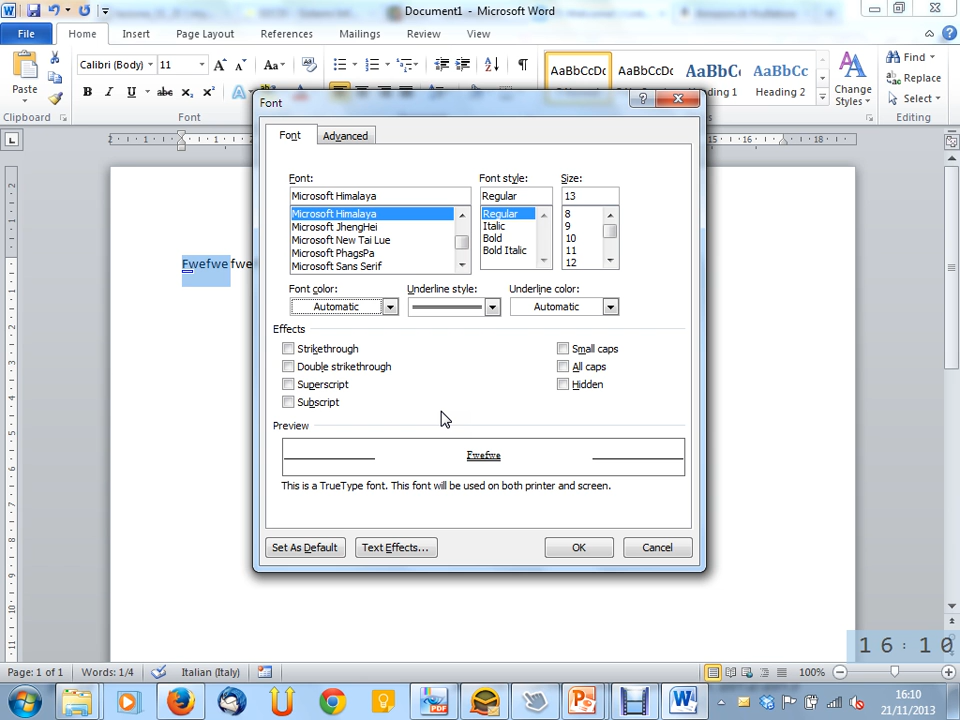 Document1 - Microsoft Word
File Home Insert Page Layout References Mailings Review View
Calibri (Body) 11 Aa
AaBbCcDc AaBbCcDc AaBbC AaBbCc
Find
Replace
Select
Paste
B I U abc X₂ X² A
Heading 2
Change Styles
Clipboard Font Editing
Font
Font Advanced
Font: Font style: Size:
Microsoft Himalaya Regular 13
Microsoft Himalaya Regular 8
Microsoft JhengHei Italic 9
Microsoft New Tai Lue Bold 10
Microsoft PhagsPa Bold Italic 11
Microsoft Sans Serif 12
Fwefwe fwe
Font color: Underline style: Underline color:
Automatic Automatic
Effects
Strikethrough Small caps
Double strikethrough All caps
Superscript Hidden
Subscript
Preview
Fwefwe
This is a TrueType font. This font will be used on both printer and screen.
Set As Default Text Effects... OK Cancel
16:10
Page: 1 of 1 Words: 1/4 Italian (Italy) 100%
16:10
21/11/2013